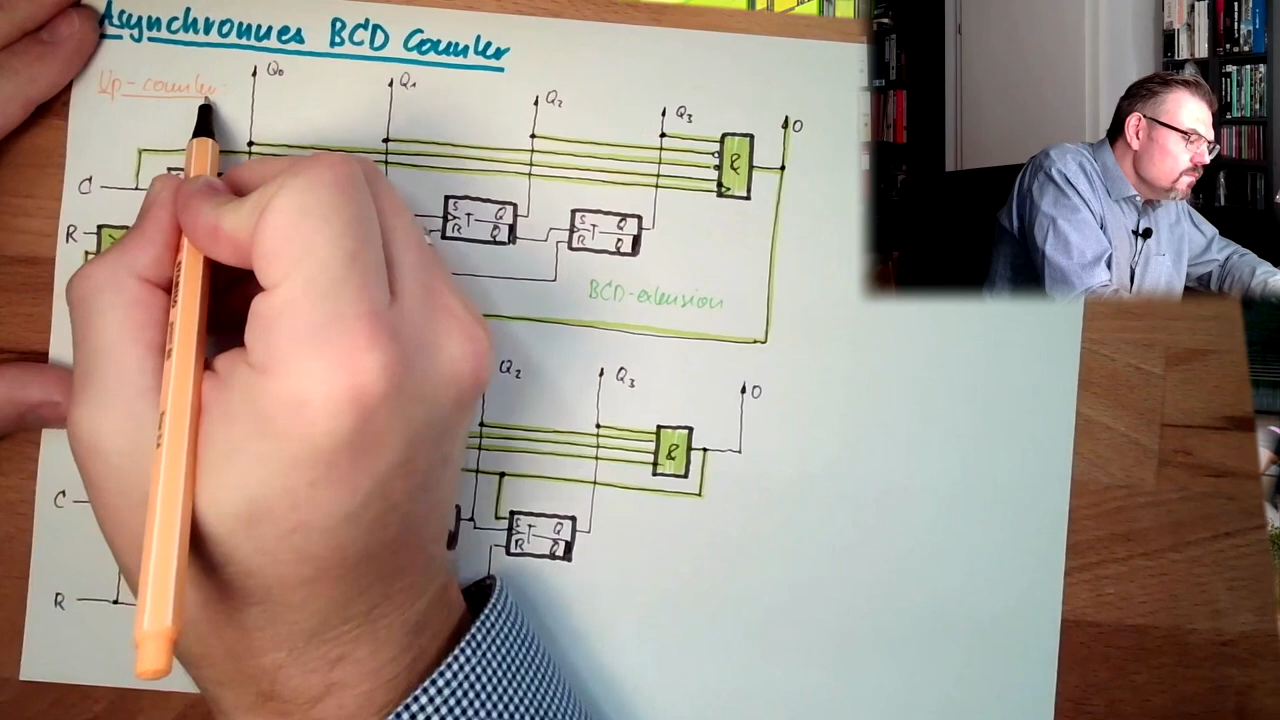 Asynchronues BCD Counter
Up-counter:
Q0 Q1 Q2 Q3 O
C
&
R
S T Q
R Q
S T Q
R Q
BCD-extension
Q2 Q3 O
&
C
S T Q
R Q
R